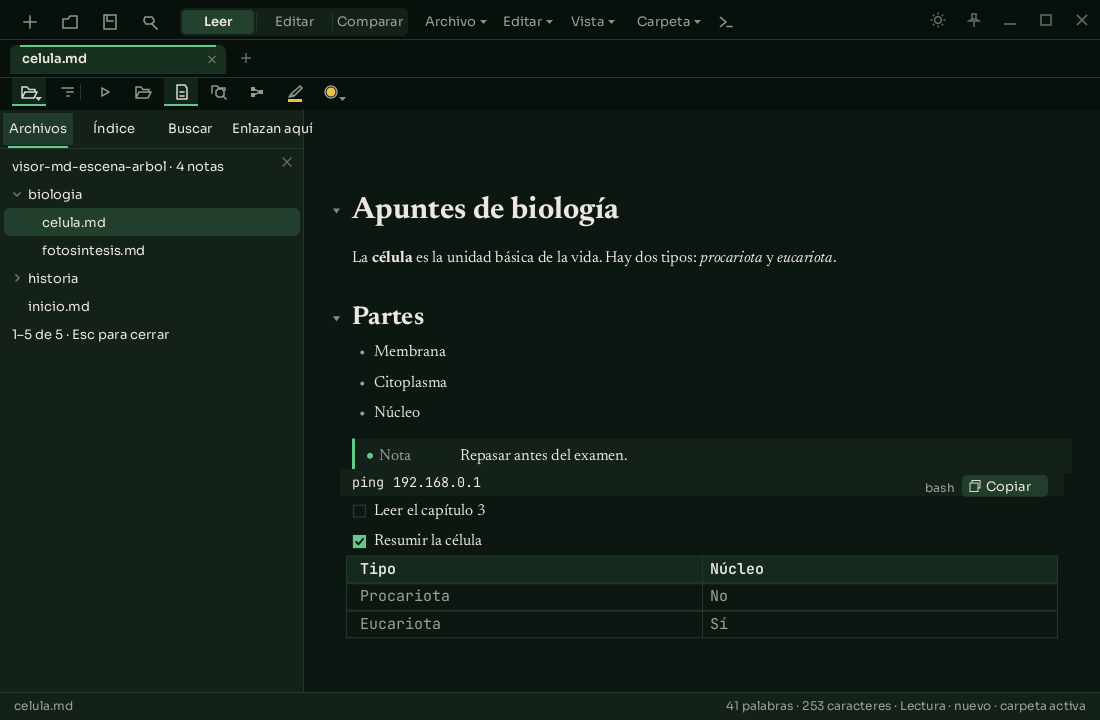 Leer Editar Comparar Archivo Editar Vista Carpeta
celula.md
Archivos Índice Buscar Enlazan aquí
visor-md-escena-arbol · 4 notas
biologia
celula.md
fotosintesis.md
historia
inicio.md
1–5 de 5 · Esc para cerrar
Apuntes de biología
La célula es la unidad básica de la vida. Hay dos tipos: procariota y eucariota.
Partes
• Membrana
• Citoplasma
• Núcleo
Nota Repasar antes del examen.
ping 192.168.0.1
bash Copiar
Leer el capítulo 3
Resumir la célula
Tipo Núcleo
Procariota No
Eucariota Sí
celula.md 41 palabras · 253 caracteres · Lectura · nuevo · carpeta activa